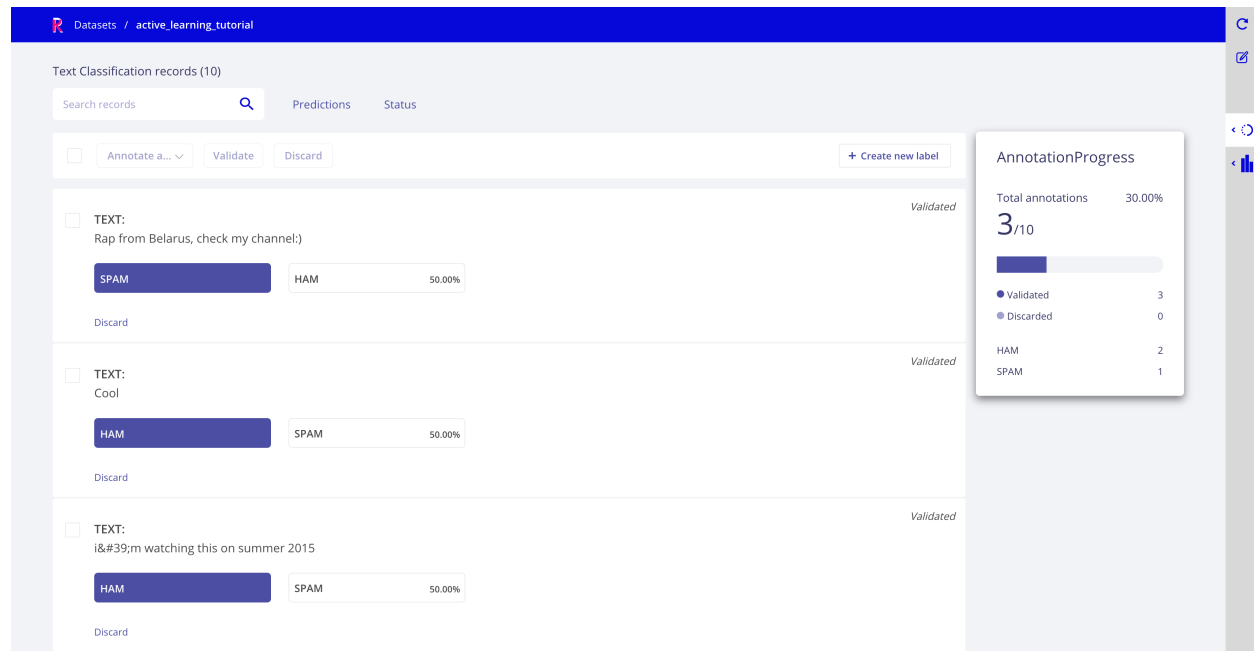 Datasets / active_learning_tutorial
Text Classification records (10)
Search records
Predictions
Status
Annotate a...
Validate
Discard
+ Create new label
Validated
TEXT:
Rap from Belarus, check my channel:)
SPAM
HAM 50.00%
Discard
Validated
TEXT:
Cool
HAM
SPAM 50.00%
Discard
Validated
TEXT:
i&#39;m watching this on summer 2015
HAM
SPAM 50.00%
Discard
AnnotationProgress
Total annotations 30.00%
3/10
Validated 3
Discarded 0
HAM 2
SPAM 1